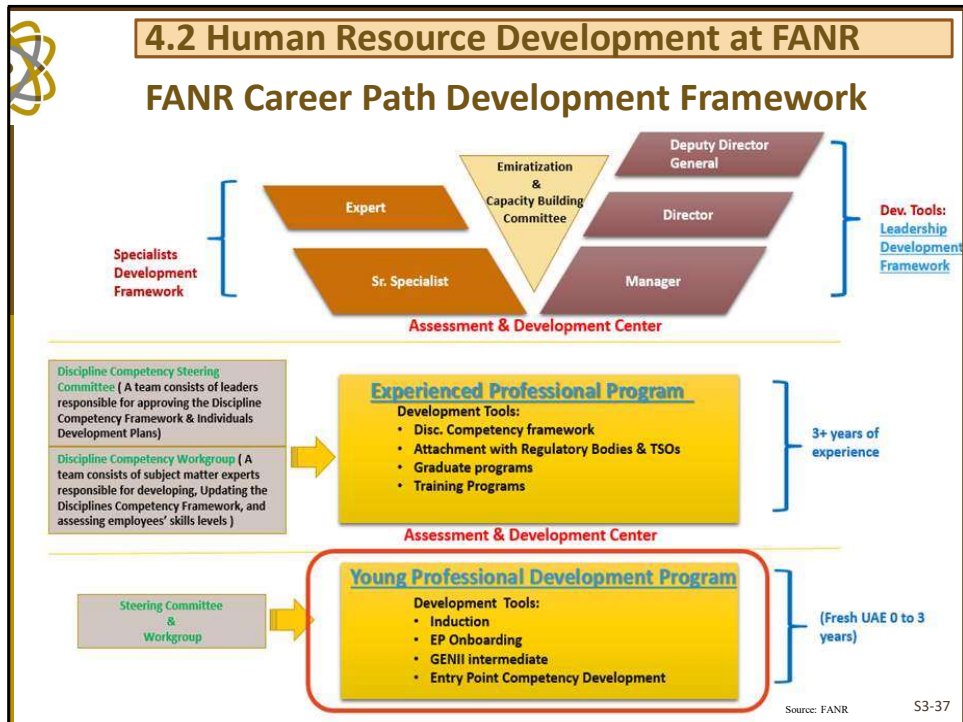 4.2 Human Resource Development at FANR
FANR Career Path Development Framework
Specialists
Development
Framework
Expert
Sr. Specialist
Emiratization
&
Capacity Building
Committee
Deputy Director
General
Director
Manager
Dev. Tools:
Leadership
Development
Framework
Assessment & Development Center
Discipline Competency Steering
Committee ( A team consists of leaders
responsible for approving the Discipline
Competency Framework & Individuals
Development Plans)
Discipline Competency Workgroup ( A
team consists of subject matter experts
responsible for developing, Updating the
Disciplines Competency Framework, and
assessing employees' skills levels )
Experienced Professional Program
Development Tools:
• Disc. Competency framework
• Attachment with Regulatory Bodies & TSOs
• Graduate programs
• Training Programs
3+ years of
experience
Assessment & Development Center
Steering Committee
&
Workgroup
Young Professional Development Program
Development Tools:
• Induction
• EP Onboarding
• GENII intermediate
• Entry Point Competency Development
(Fresh UAE 0 to 3
years)
Source: FANR
S3-37